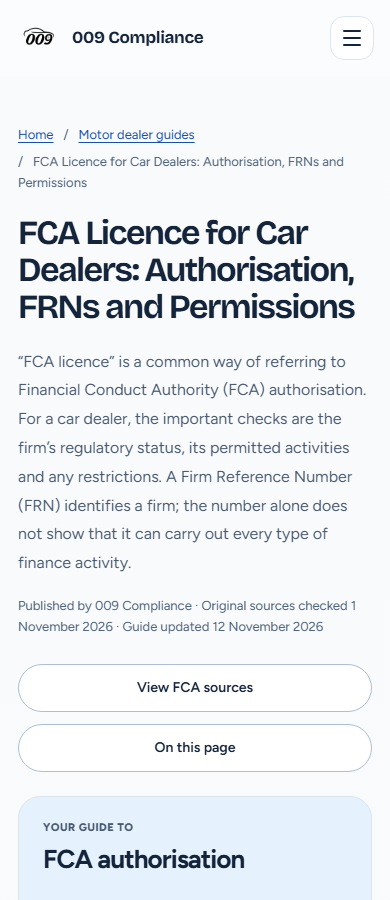 009
009 Compliance
Home / Motor dealer guides
/ FCA Licence for Car Dealers: Authorisation, FRNs and
Permissions
FCA Licence for Car
Dealers: Authorisation,
FRNs and Permissions
“FCA licence” is a common way of referring to
Financial Conduct Authority (FCA) authorisation.
For a car dealer, the important checks are the
firm’s regulatory status, its permitted activities
and any restrictions. A Firm Reference Number
(FRN) identifies a firm; the number alone does
not show that it can carry out every type of
finance activity.
Published by 009 Compliance · Original sources checked 1
November 2026 · Guide updated 12 November 2026
View FCA sources
On this page
YOUR GUIDE TO
FCA authorisation